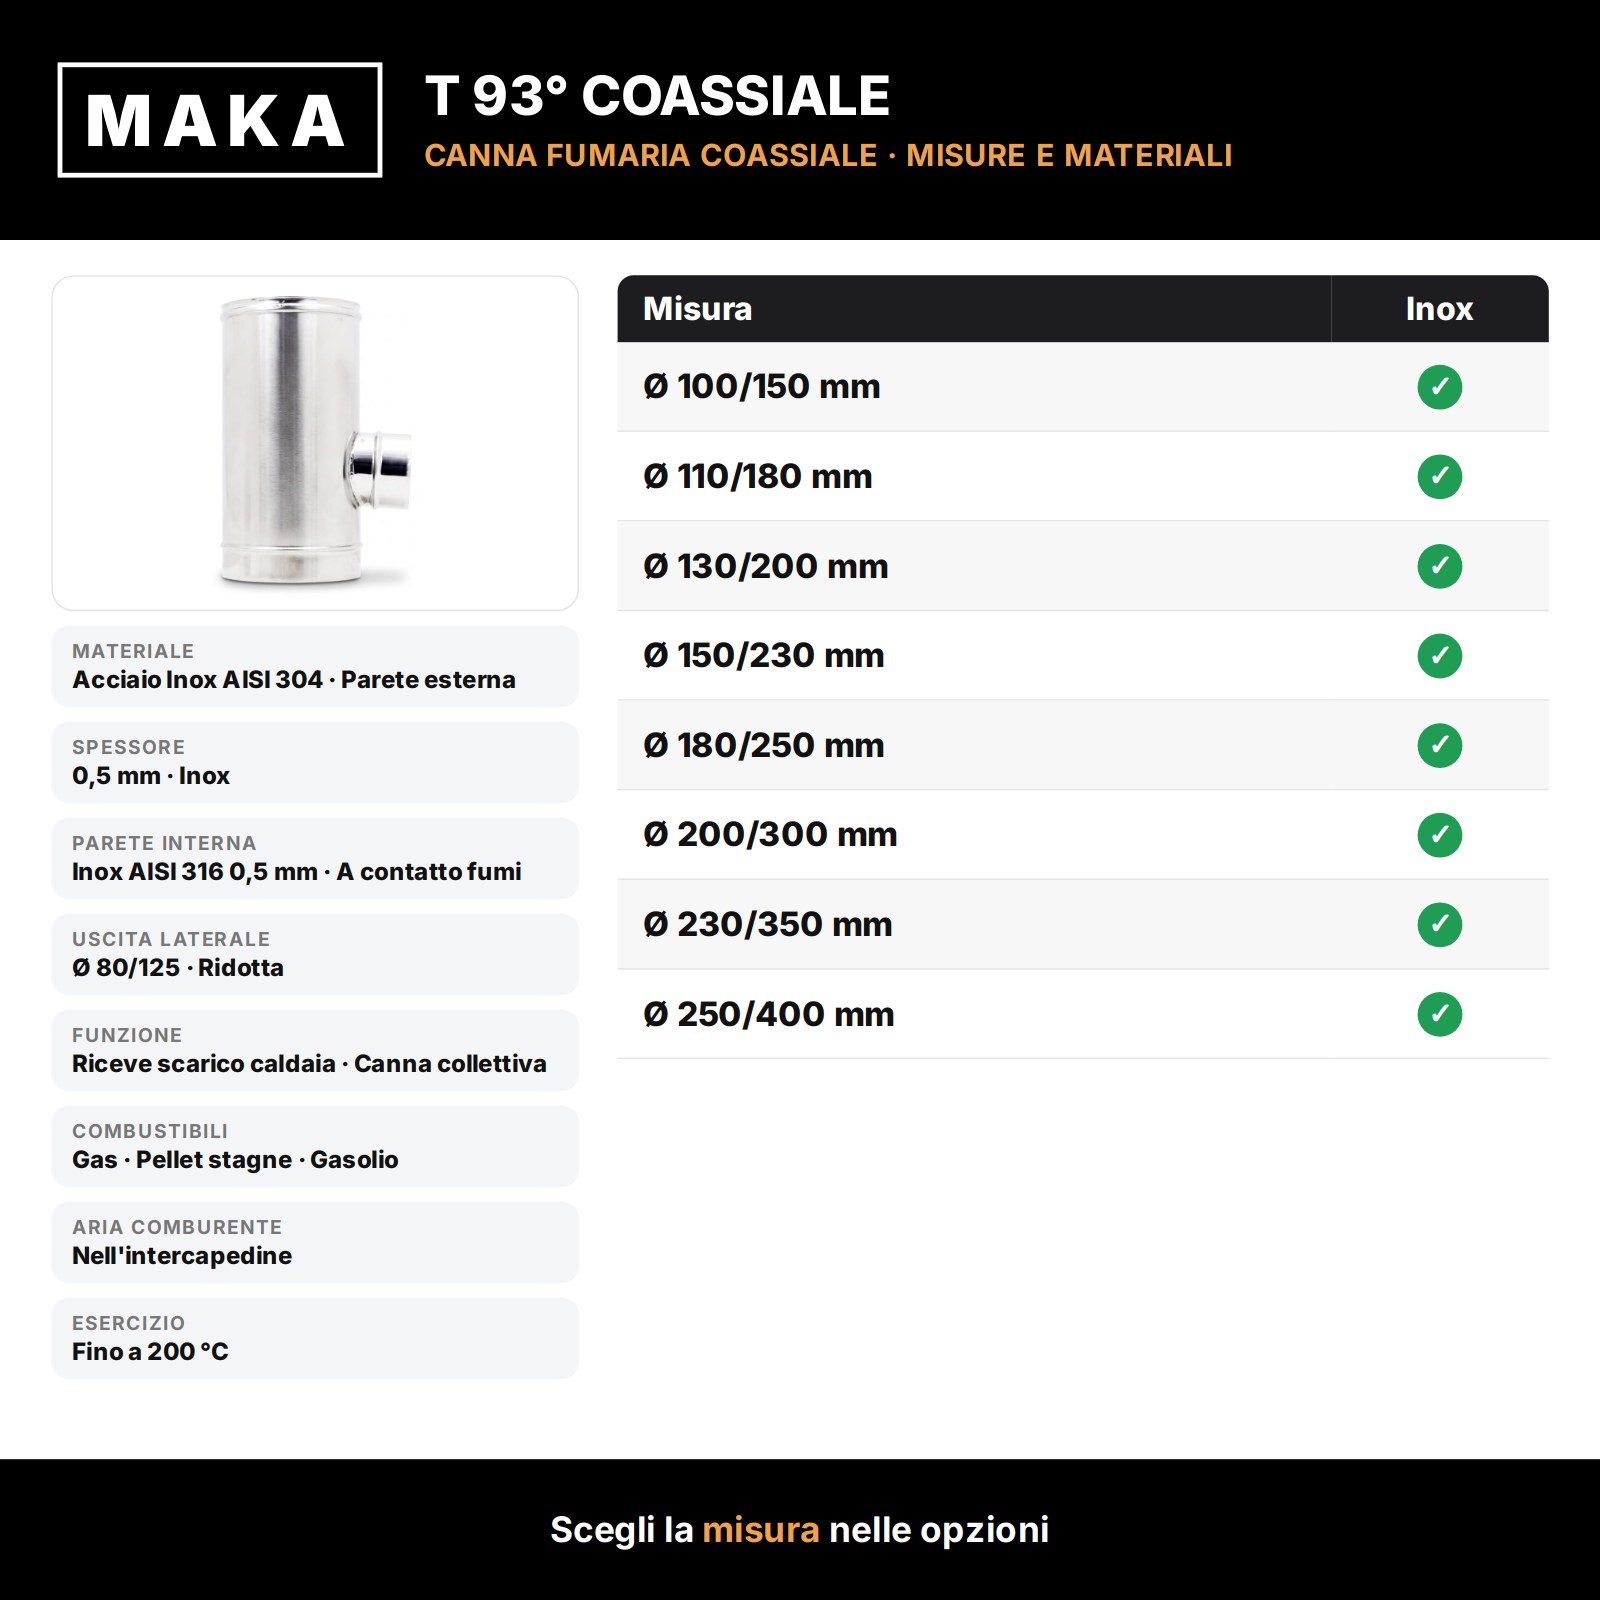 MAKA
T 93° COASSIALE
CANNA FUMARIA COASSIALE · MISURE E MATERIALI
MATERIALE
Acciaio Inox AISI 304 · Parete esterna
SPESSORE
0,5 mm · Inox
PARETE INTERNA
Inox AISI 316 0,5 mm · A contatto fumi
USCITA LATERALE
Ø 80/125 · Ridotta
FUNZIONE
Riceve scarico caldaia · Canna collettiva
COMBUSTIBILI
Gas · Pellet stagne · Gasolio
ARIA COMBURENTE
Nell'intercapedine
ESERCIZIO
Fino a 200 °C
Misura Inox
Ø 100/150 mm ✓
Ø 110/180 mm ✓
Ø 130/200 mm ✓
Ø 150/230 mm ✓
Ø 180/250 mm ✓
Ø 200/300 mm ✓
Ø 230/350 mm ✓
Ø 250/400 mm ✓
Scegli la misura nelle opzioni